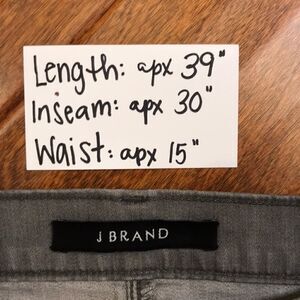 Length: apx 39"
Inseam: apx 30"
Waist: apx 15"
J BRAND